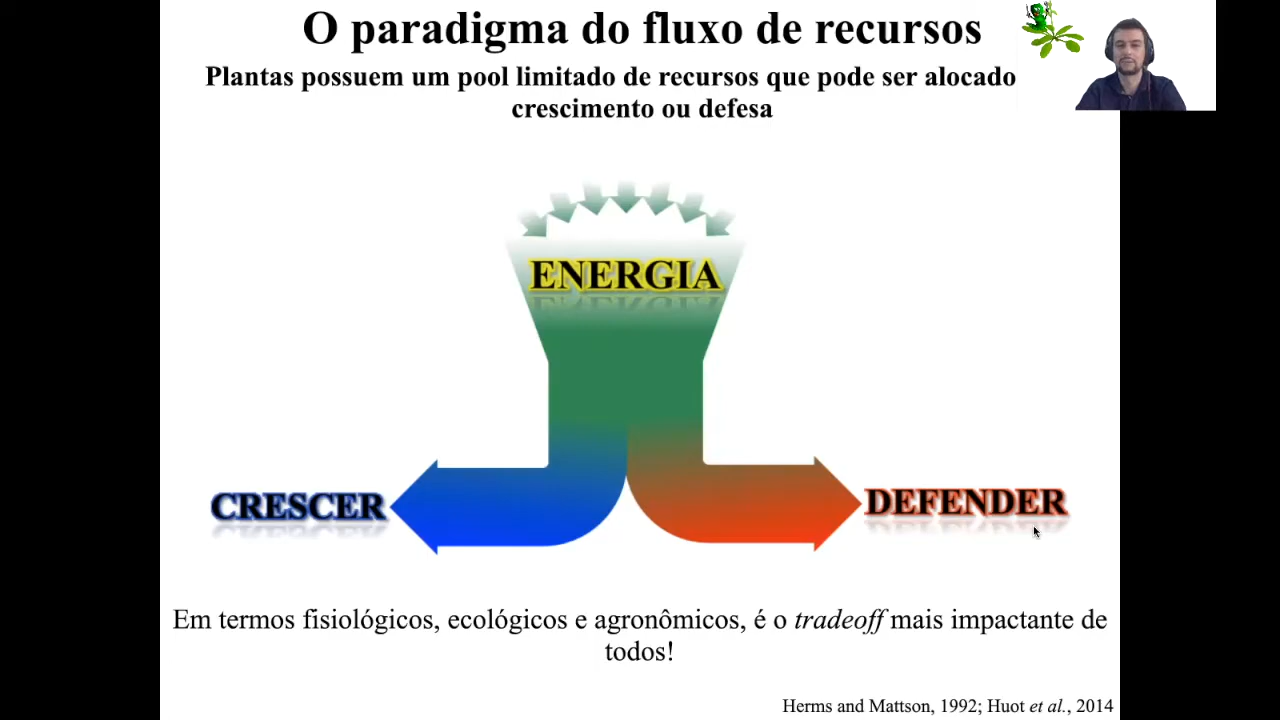 O paradigma do fluxo de recursos
Plantas possuem um pool limitado de recursos que pode ser alocado
crescimento ou defesa
ENERGIA
CRESCER
DEFENDER
Em termos fisiológicos, ecológicos e agronômicos, é o tradeoff mais impactante de
todos!
Herms and Mattson, 1992; Huot et al., 2014